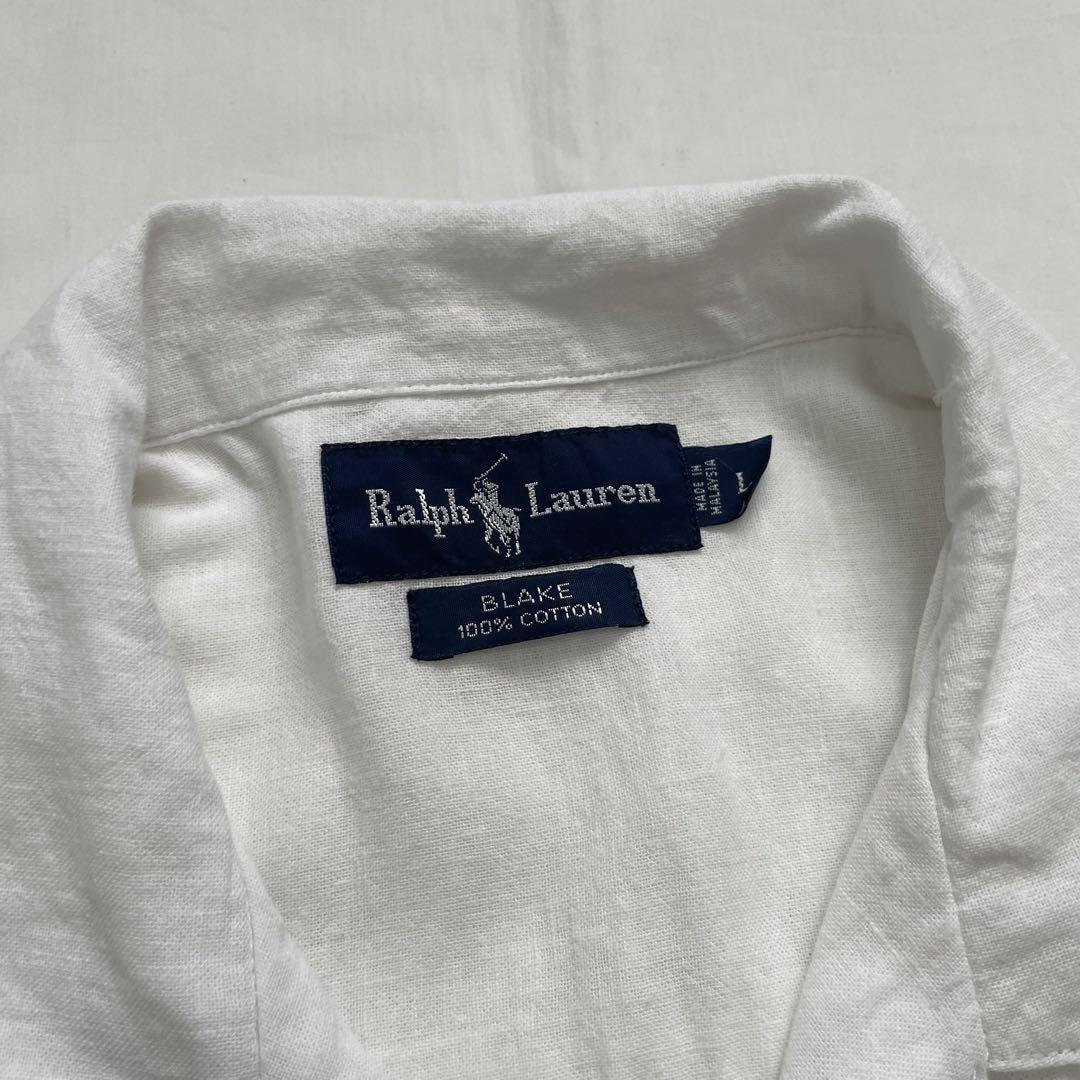 Ralph Lauren
MADE IN
MALAYSIA
BLAKE
100% COTTON